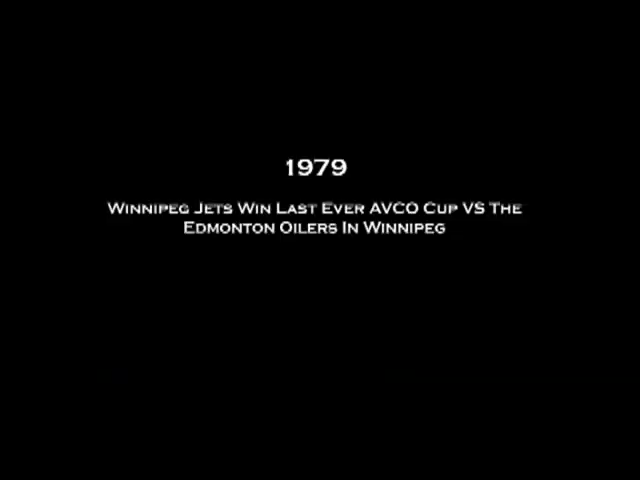 1979
Winnipeg Jets Win Last Ever AVCO Cup VS The
Edmonton Oilers In Winnipeg